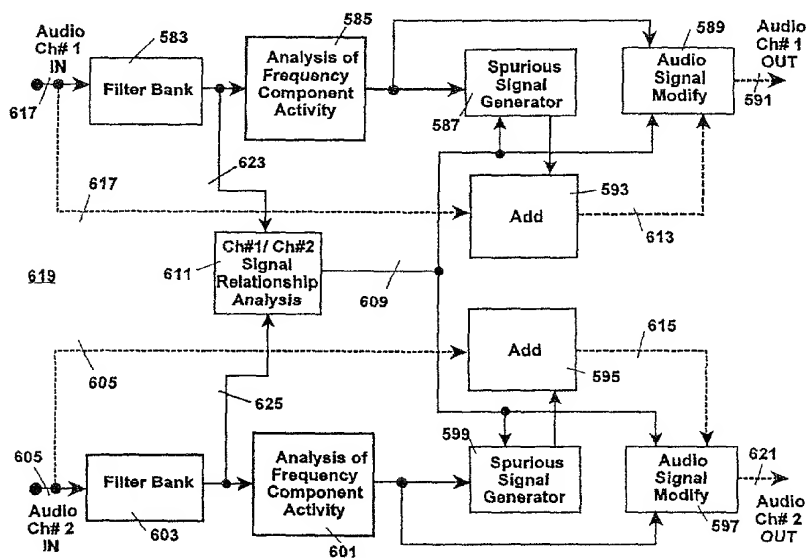 Audio
Ch# 1
IN
583
585
589
Audio
Ch# 1
OUT
617
Filter Bank
Analysis of
Frequency
Component
Activity
587
Spurious
Signal
Generator
Audio
Signal
Modify
591
623
617
593
Add
613
619
611
Ch#1/ Ch#2
Signal
Relationship
Analysis
609
605
Add
615
595
625
605
599
621
Filter Bank
Analysis of
Frequency
Component
Activity
Spurious
Signal
Generator
Audio
Signal
Modify
Audio
Ch# 2
IN
603
601
597
Audio
Ch# 2
OUT